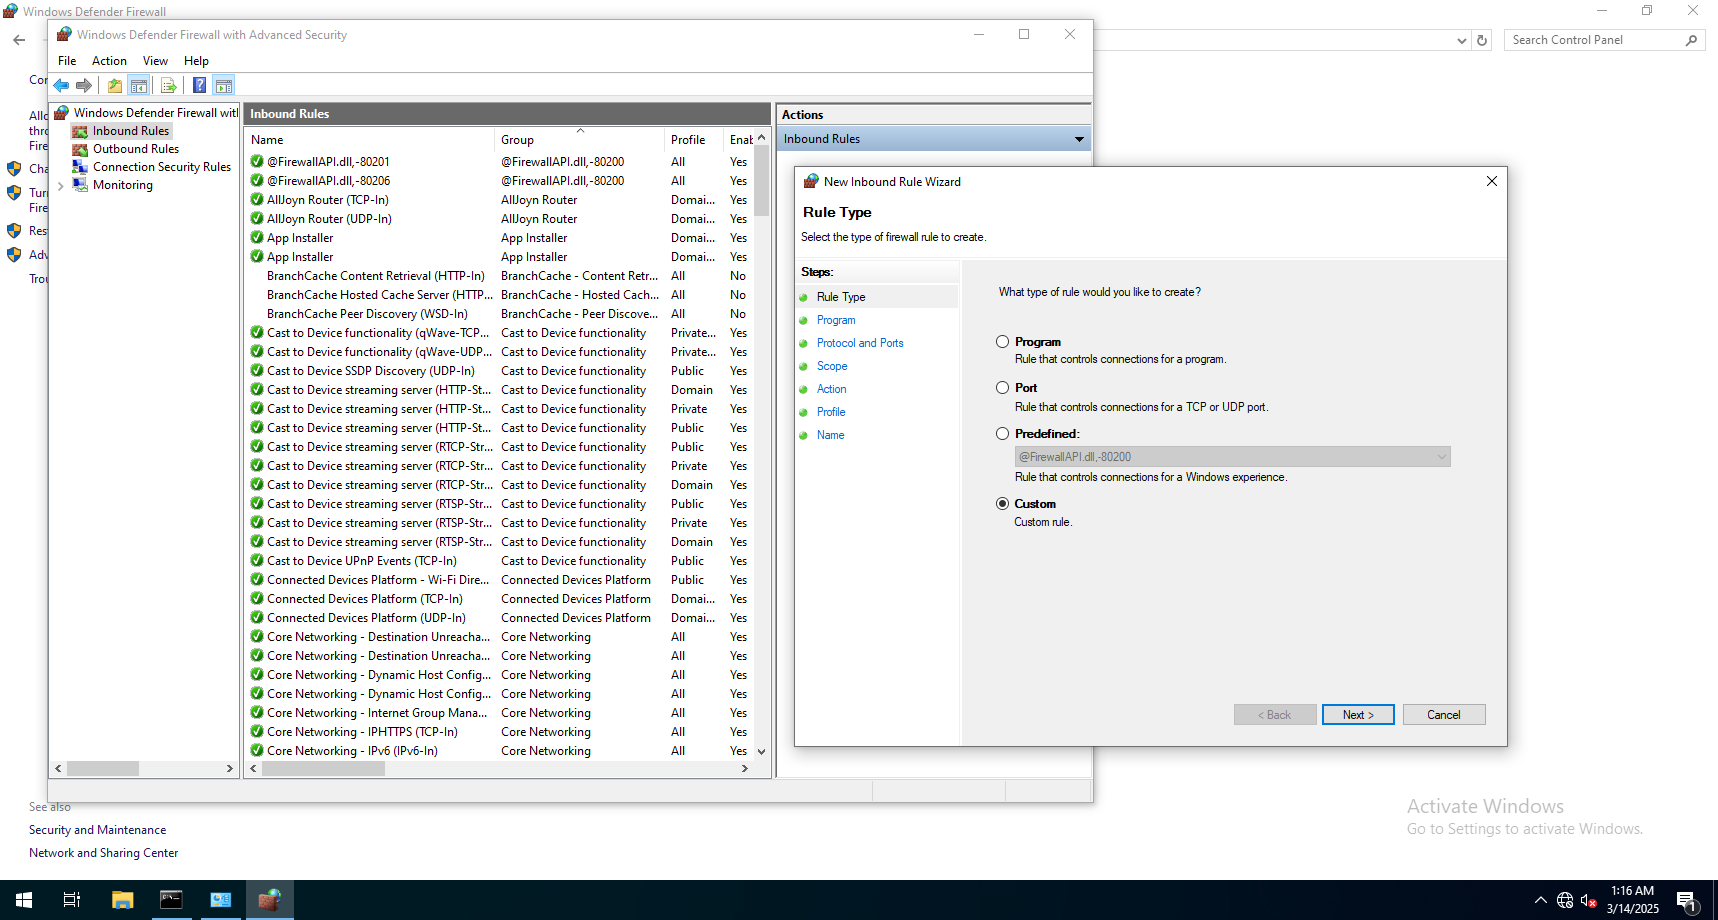 Windows Defender Firewall
Search Control Panel
Windows Defender Firewall with Advanced Security
File Action View Help
Windows Defender Firewall with
Inbound Rules
Outbound Rules
Connection Security Rules
Monitoring
Inbound Rules
Name Group Profile Enab
@FirewallAPI.dll,-80201 @FirewallAPI.dll,-80200 All Yes
@FirewallAPI.dll,-80206 @FirewallAPI.dll,-80200 All Yes
AllJoyn Router (TCP-In) AllJoyn Router Domai... Yes
AllJoyn Router (UDP-In) AllJoyn Router Domai... Yes
App Installer App Installer Domai... Yes
App Installer App Installer Domai... Yes
BranchCache Content Retrieval (HTTP-In) BranchCache - Content Retr... All No
BranchCache Hosted Cache Server (HTTP... BranchCache - Hosted Cach... All No
BranchCache Peer Discovery (WSD-In) BranchCache - Peer Discove... All No
Cast to Device functionality (qWave-TCP... Cast to Device functionality Private... Yes
Cast to Device functionality (qWave-UDP... Cast to Device functionality Private... Yes
Cast to Device SSDP Discovery (UDP-In) Cast to Device functionality Public Yes
Cast to Device streaming server (HTTP-St... Cast to Device functionality Domain Yes
Cast to Device streaming server (HTTP-St... Cast to Device functionality Private Yes
Cast to Device streaming server (HTTP-St... Cast to Device functionality Public Yes
Cast to Device streaming server (RTCP-Str... Cast to Device functionality Public Yes
Cast to Device streaming server (RTCP-Str... Cast to Device functionality Private Yes
Cast to Device streaming server (RTCP-Str... Cast to Device functionality Domain Yes
Cast to Device streaming server (RTSP-Str... Cast to Device functionality Public Yes
Cast to Device streaming server (RTSP-Str... Cast to Device functionality Private Yes
Cast to Device streaming server (RTSP-Str... Cast to Device functionality Domain Yes
Cast to Device UPnP Events (TCP-In) Cast to Device functionality Public Yes
Connected Devices Platform - Wi-Fi Dire... Connected Devices Platform Public Yes
Connected Devices Platform (TCP-In) Connected Devices Platform Domai... Yes
Connected Devices Platform (UDP-In) Connected Devices Platform Domai... Yes
Core Networking - Destination Unreacha... Core Networking All Yes
Core Networking - Destination Unreacha... Core Networking All Yes
Core Networking - Dynamic Host Config... Core Networking All Yes
Core Networking - Dynamic Host Config... Core Networking All Yes
Core Networking - Internet Group Mana... Core Networking All Yes
Core Networking - IPHTTPS (TCP-In) Core Networking All Yes
Core Networking - IPv6 (IPv6-In) Core Networking All Yes
Actions
Inbound Rules
New Inbound Rule Wizard
Rule Type
Select the type of firewall rule to create.
Steps:
Rule Type
Program
Protocol and Ports
Scope
Action
Profile
Name
What type of rule would you like to create?
Program
Rule that controls connections for a program.
Port
Rule that controls connections for a TCP or UDP port.
Predefined:
@FirewallAPI.dll,-80200
Rule that controls connections for a Windows experience.
Custom
Custom rule.
< Back Next > Cancel
See also
Security and Maintenance
Network and Sharing Center
Activate Windows
Go to Settings to activate Windows.
1:16 AM
3/14/2025
1